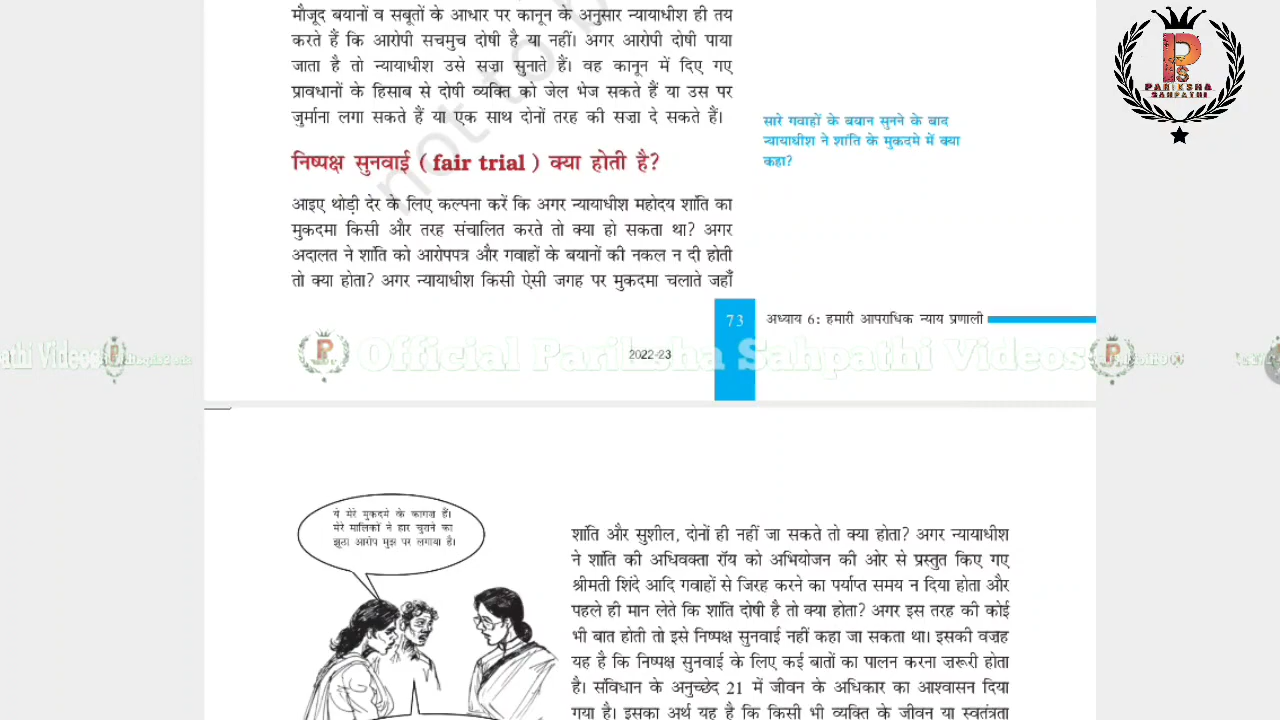 मौजूद बयानों व सबूतों के आधार पर कानून के अनुसार न्यायाधीश ही तय
करते हैं कि आरोपी सचमुच दोषी है या नहीं। अगर आरोपी दोषी पाया
जाता है तो न्यायाधीश उसे सज़ा सुनाते हैं। वह कानून में दिए गए
प्रावधानों के हिसाब से दोषी व्यक्ति को जेल भेज सकते हैं या उस पर
जुर्माना लगा सकते हैं या एक साथ दोनों तरह की सज़ा दे सकते हैं।
सारे गवाहों के बयान सुनने के बाद
न्यायाधीश ने शांति के मुकदमे में क्या
कहा?
निष्पक्ष सुनवाई ( fair trial ) क्या होती है?
आइए थोड़ी देर के लिए कल्पना करें कि अगर न्यायाधीश महोदय शांति का
मुकदमा किसी और तरह संचालित करते तो क्या हो सकता था? अगर
अदालत ने शांति को आरोपपत्र और गवाहों के बयानों की नकल न दी होती
तो क्या होता? अगर न्यायाधीश किसी ऐसी जगह पर मुकदमा चलाते जहाँ
73 अध्याय 6: हमारी आपराधिक न्याय प्रणाली
2022-23
Official Pariksha Sahpathi Videos
ये मेरे मुकदमे के कागज़ हैं।
मेरे मालिकों ने हार चुराने का
झूठा आरोप मुझ पर लगाया है।
शांति और सुशील, दोनों ही नहीं जा सकते तो क्या होता? अगर न्यायाधीश
ने शांति की अधिवक्ता रॉय को अभियोजन की ओर से प्रस्तुत किए गए
श्रीमती शिंदे आदि गवाहों से जिरह करने का पर्याप्त समय न दिया होता और
पहले ही मान लेते कि शांति दोषी है तो क्या होता? अगर इस तरह की कोई
भी बात होती तो इसे निष्पक्ष सुनवाई नहीं कहा जा सकता था। इसकी वज़ह
यह है कि निष्पक्ष सुनवाई के लिए कई बातों का पालन करना ज़रूरी होता
है। संविधान के अनुच्छेद 21 में जीवन के अधिकार का आश्वासन दिया
गया है। इसका अर्थ यह है कि किसी भी व्यक्ति के जीवन या स्वतंत्रता
PS
PARIKSHA
SAHPATHI
not to b